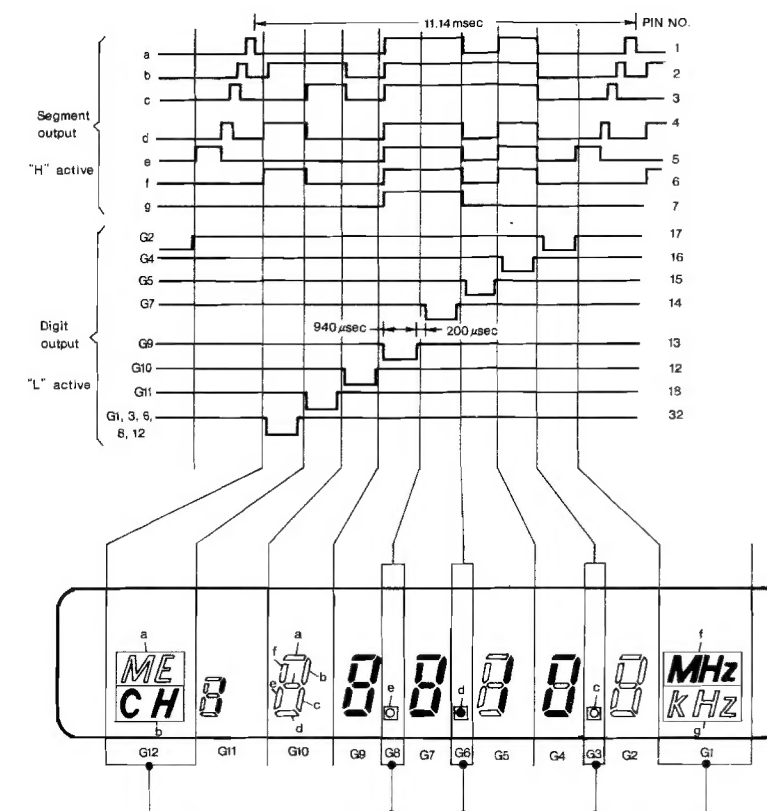 11.14 msec PIN NO.
a 1
b 2
c 3
Segment
output
d 4
e 5
"H" active
f 6
g 7
G2 17
G4 16
G5 15
G7 14
940 μsec 200 μsec
Digit
output
G9 13
G10 12
"L" active
G11 18
G1, 3, 6, 32
8, 12
a a f
f
ME b MHz
e e d c
CH c kHz
d
b g
G12 G11 G10 G9 G8 G7 G6 G5 G4 G3 G2 G1